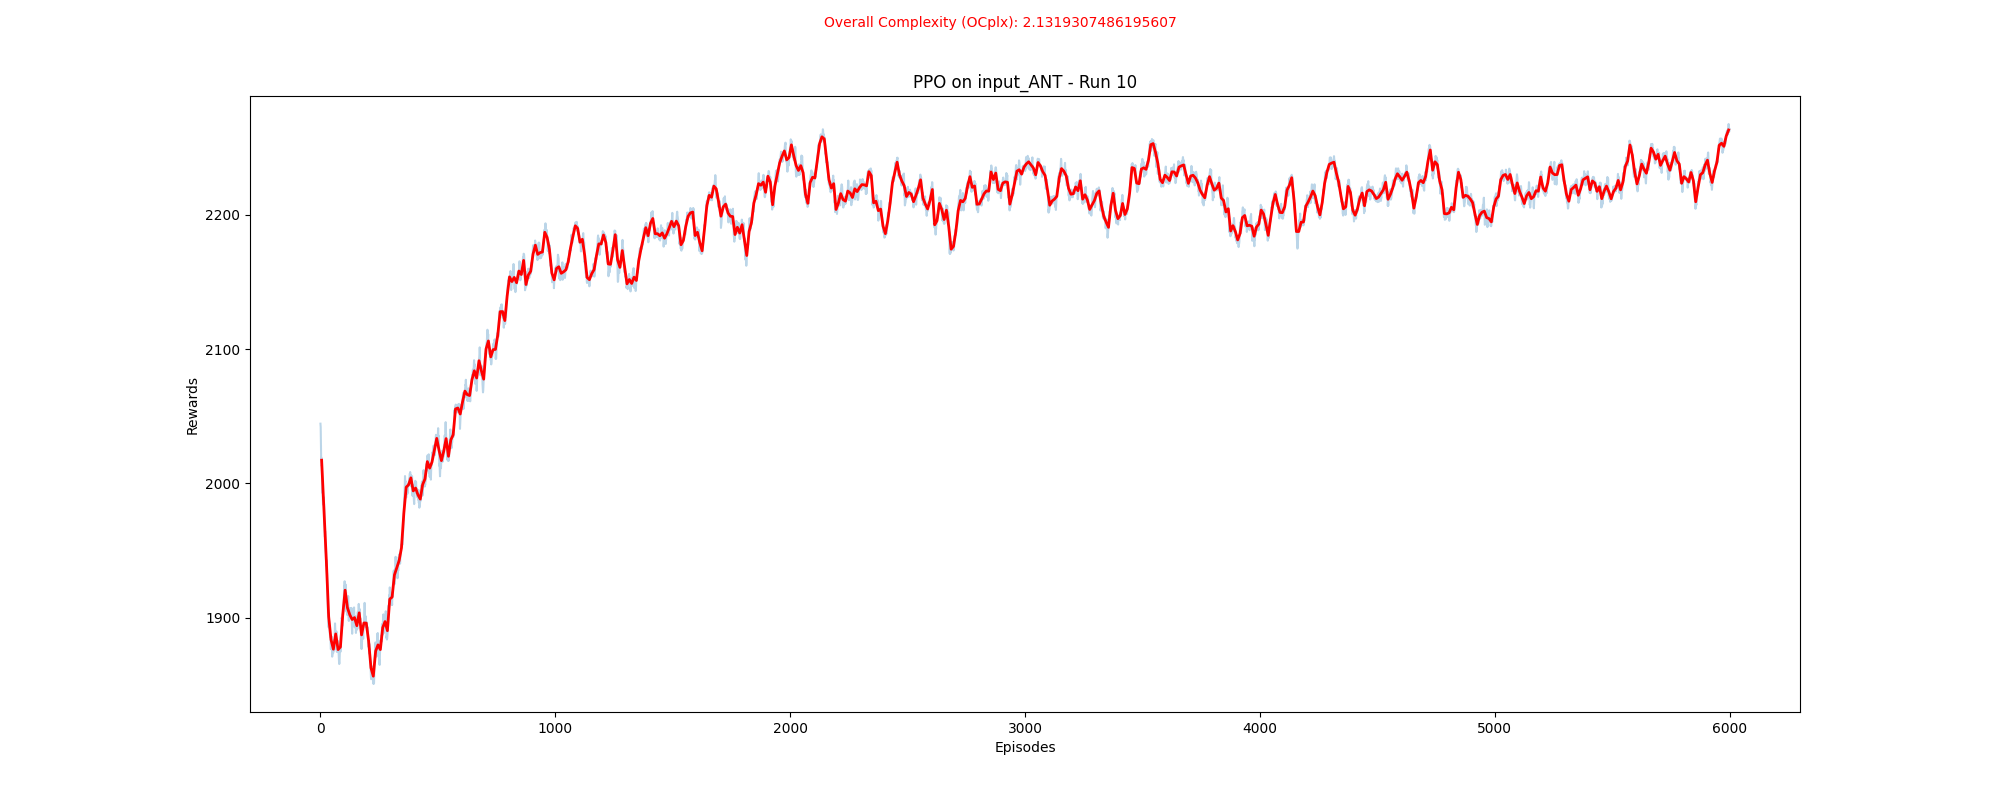 Overall Complexity (OCplx): 2.1319307486195607
PPO on input_ANT - Run 10
Rewards
2200
2100
2000
1900
0 1000 2000 3000 4000 5000 6000
Episodes